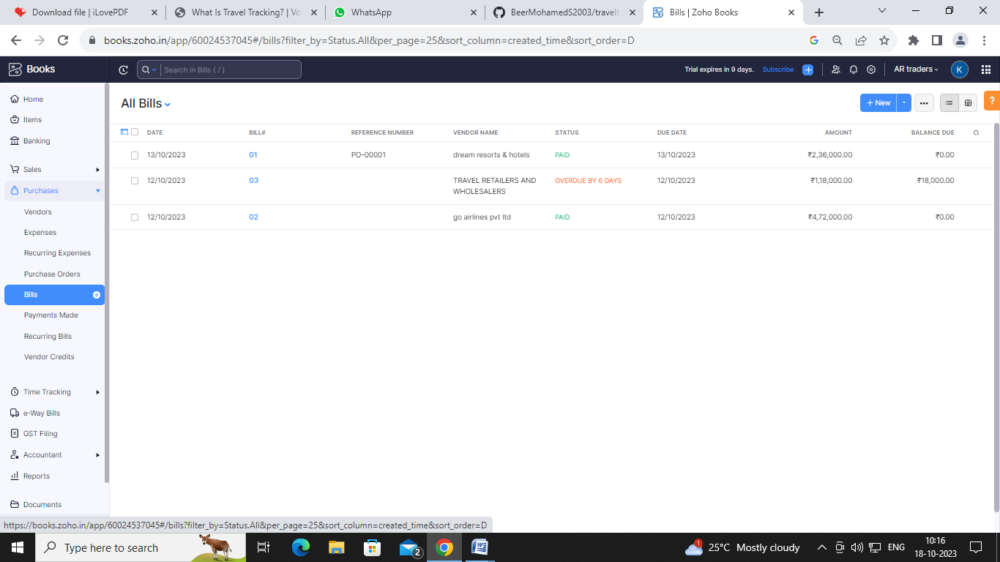 Download file | iLovePDF
What Is Travel Tracking? | Vo
WhatsApp
BeerMohamedS2003/travelt
Bills | Zoho Books
books.zoho.in/app/60024537045#/bills?filter_by=Status.All&per_page=25&sort_column=created_time&sort_order=D
Books
Search in Bills ( / )
Trial expires in 9 days. Subscribe
AR traders
K
Home
Items
Banking
Sales
Purchases
Vendors
Expenses
Recurring Expenses
Purchase Orders
Bills
Payments Made
Recurring Bills
Vendor Credits
Time Tracking
e-Way Bills
GST Filing
Accountant
Reports
Documents
All Bills
+ New
?
DATE BILL# REFERENCE NUMBER VENDOR NAME STATUS DUE DATE AMOUNT BALANCE DUE
13/10/2023 01 PO-00001 dream resorts & hotels PAID 13/10/2023 ₹2,36,000.00 ₹0.00
12/10/2023 03 TRAVEL RETAILERS AND OVERDUE BY 6 DAYS 12/10/2023 ₹1,18,000.00 ₹18,000.00
WHOLESALERS
12/10/2023 02 go airlines pvt ltd PAID 12/10/2023 ₹4,72,000.00 ₹0.00
https://books.zoho.in/app/60024537045#/bills?filter_by=Status.All&per_page=25&sort_column=created_time&sort_order=D
Type here to search
2
1
25°C Mostly cloudy
ENG
10:16
18-10-2023